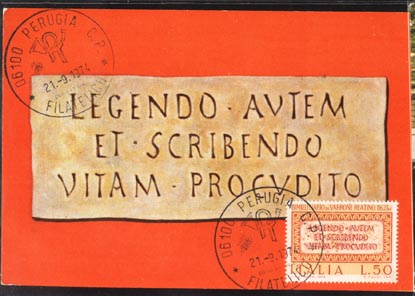 06100 PERUGIA C.P.
21-9-1974
FILATELICO
LEGENDO · AVTEM
ET · SCRIBENDO
VITAM · PROCVDITO
06100 PERUGIA C.P.
21-9-1974
FILATELICO
LEGENDO · AVTEM
ET · SCRIBENDO
VITAM · PROCVDITO
ITALIA L.50